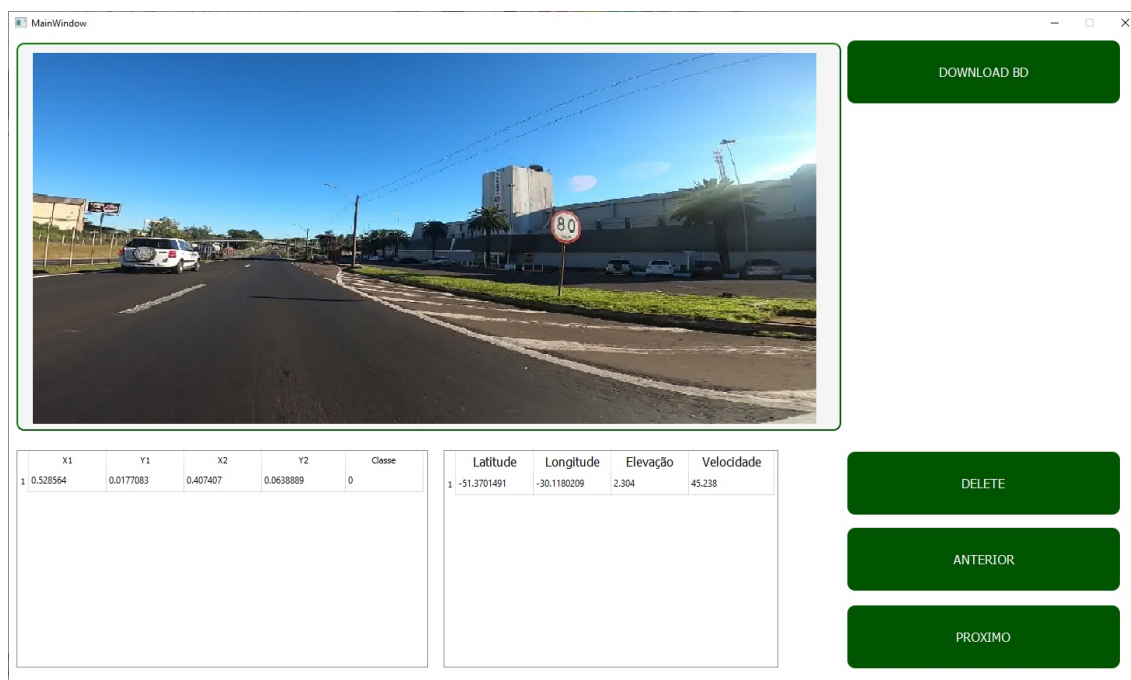 MainWindow
DOWNLOAD BD
80
X1 Y1 X2 Y2 Classe
1 0.528564 0.0177083 0.407407 0.0638889 0
Latitude Longitude Elevação Velocidade
1 -51.3701491 -30.1180209 2.304 45.238
DELETE
ANTERIOR
PROXIMO